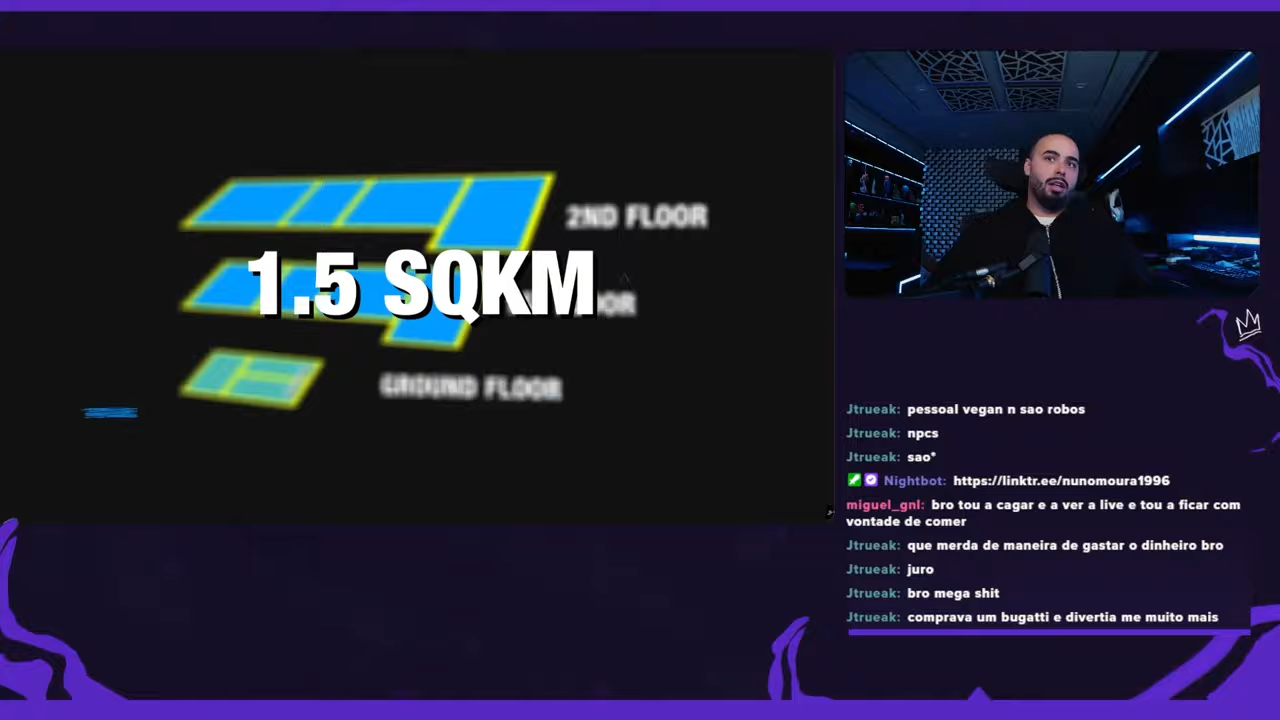 2ND FLOOR
1.5 SQKM
GROUND FLOOR
Jtrueak: pessoal vegan n sao robos
Jtrueak: npcs
Jtrueak: sao*
Nightbot: https://linktr.ee/nunomoura1996
miguel_gnl: bro tou a cagar e a ver a live e tou a ficar com
vontade de comer
Jtrueak: que merda de maneira de gastar o dinheiro bro
Jtrueak: juro
Jtrueak: bro mega shit
Jtrueak: comprava um bugatti e divertia me muito mais